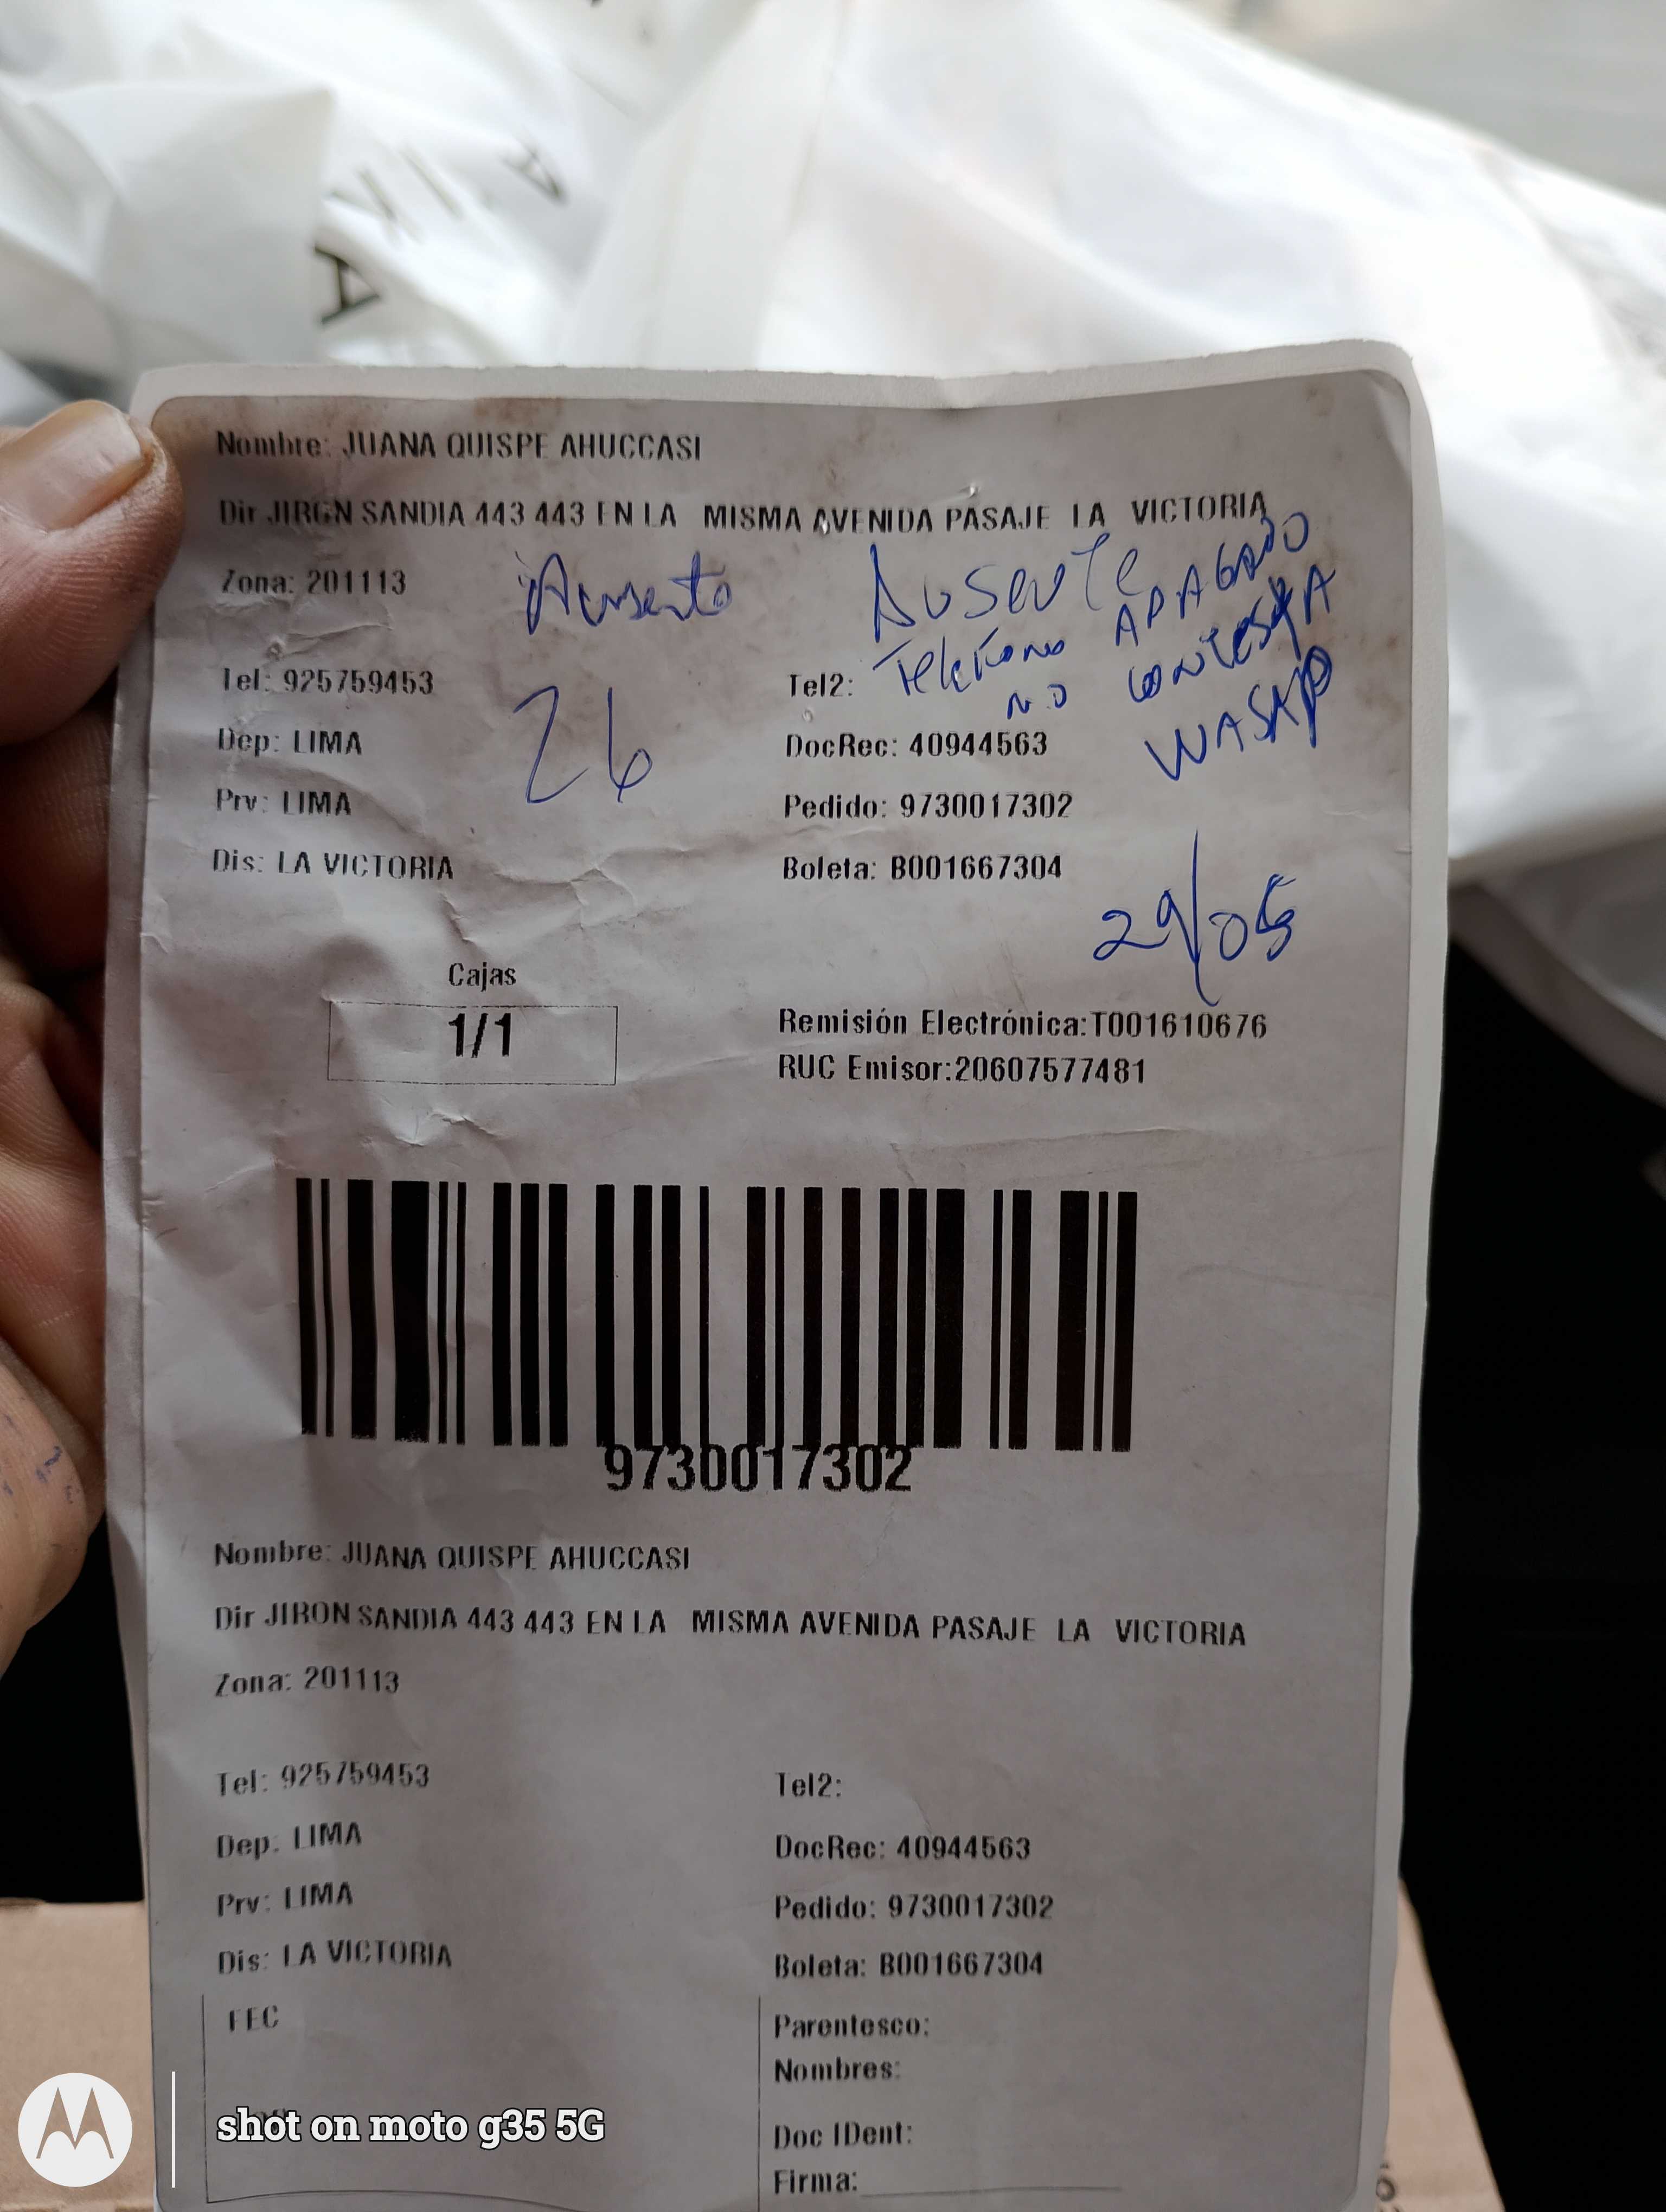 Nombre: JUANA QUISPE AHUCCASI
Dir JIRON SANDIA 443 443 EN LA MISMA AVENIDA PASAJE LA VICTORIA
Zona: 201113
Ausente
Ausente
Telefono APAGADO
NO CONTESTA
WASAP
26
Tel: 925759453
Tel2:
Dep: LIMA
DocRec: 40944563
Prv: LIMA
Pedido: 9730017302
Dis: LA VICTORIA
Boleta: B001667304
29/05
Cajas
1/1
Remisión Electrónica:T001610676
RUC Emisor:20607577481
9730017302
Nombre: JUANA QUISPE AHUCCASI
Dir JIRON SANDIA 443 443 EN LA MISMA AVENIDA PASAJE LA VICTORIA
Zona: 201113
Tel: 925759453
Tel2:
Dep: LIMA
DocRec: 40944563
Prv: LIMA
Pedido: 9730017302
Dis: LA VICTORIA
Boleta: B001667304
FEC
Parentesco:
Nombres:
Doc IDent:
Firma:
shot on moto g35 5G